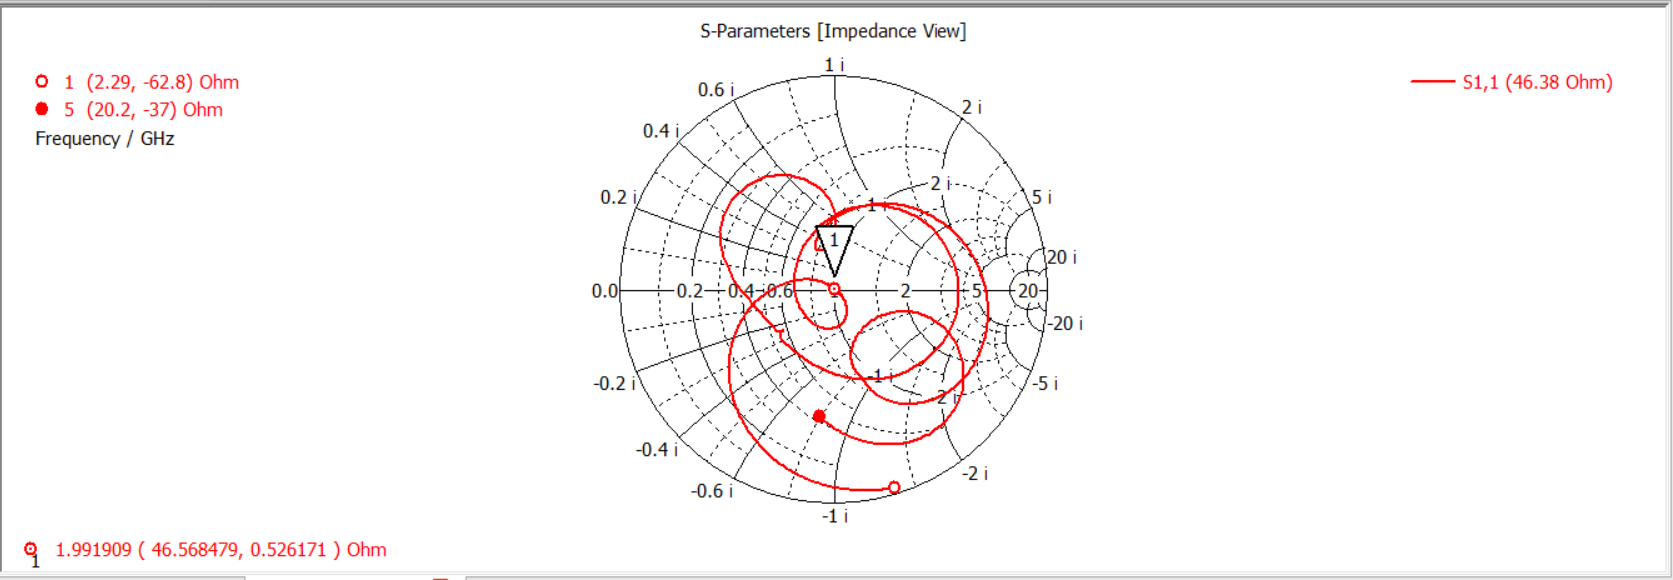 S-Parameters [Impedance View]
1 (2.29, -62.8) Ohm
5 (20.2, -37) Ohm
Frequency / GHz
S1,1 (46.38 Ohm)
1 i
0.6 i
2 i
0.4 i
0.2 i
2 i
5 i
1
1
20 i
0.0
0.2
0.4
0.6
2
5
20
-20 i
-0.2 i
-1 i
2 i
-5 i
-0.4 i
-2 i
-0.6 i
-1 i
1.991909 ( 46.568479, 0.526171 ) Ohm
1